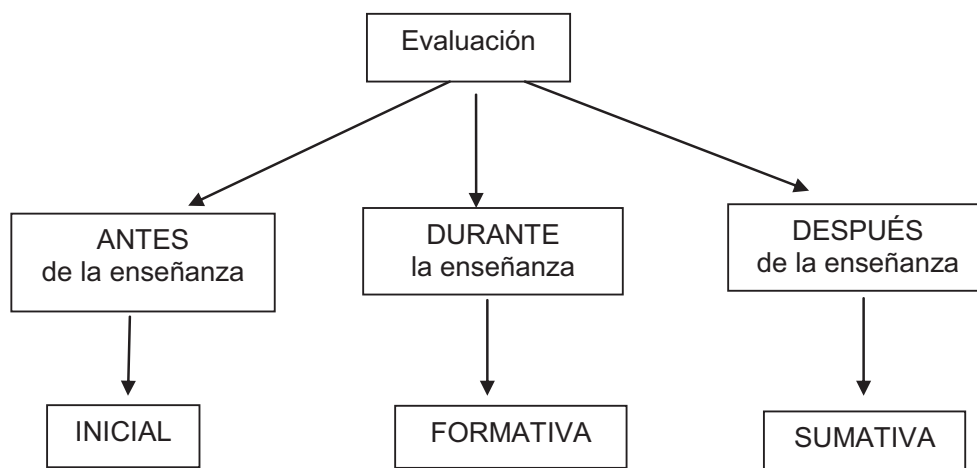 Evaluación
ANTES
de la enseñanza
DURANTE
la enseñanza
DESPUÉS
de la enseñanza
INICIAL
FORMATIVA
SUMATIVA